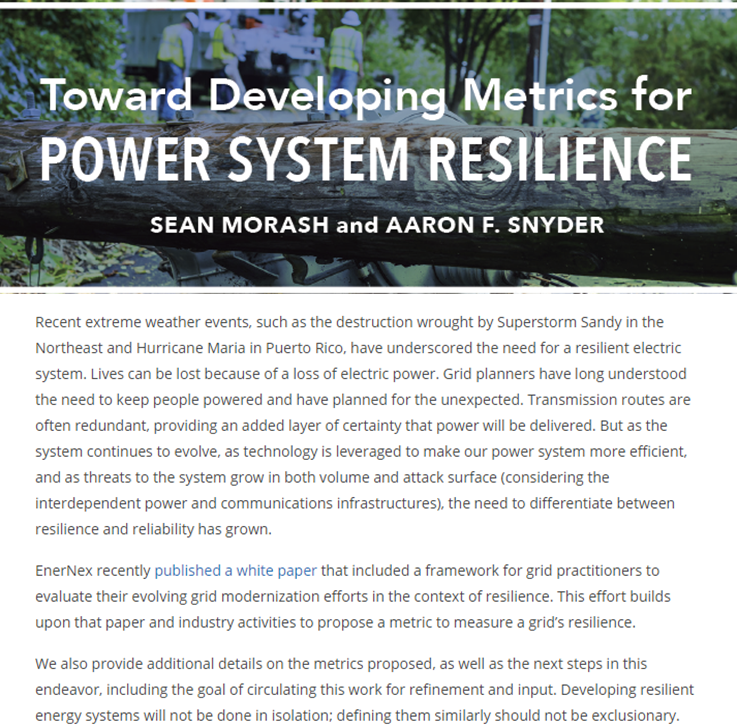 Toward Developing Metrics for
POWER SYSTEM RESILIENCE
SEAN MORASH and AARON F. SNYDER
Recent extreme weather events, such as the destruction wrought by Superstorm Sandy in the
Northeast and Hurricane Maria in Puerto Rico, have underscored the need for a resilient electric
system. Lives can be lost because of a loss of electric power. Grid planners have long understood
the need to keep people powered and have planned for the unexpected. Transmission routes are
often redundant, providing an added layer of certainty that power will be delivered. But as the
system continues to evolve, as technology is leveraged to make our power system more efficient,
and as threats to the system grow in both volume and attack surface (considering the
interdependent power and communications infrastructures), the need to differentiate between
resilience and reliability has grown.
EnerNex recently published a white paper that included a framework for grid practitioners to
evaluate their evolving grid modernization efforts in the context of resilience. This effort builds
upon that paper and industry activities to propose a metric to measure a grid’s resilience.
We also provide additional details on the metrics proposed, as well as the next steps in this
endeavor, including the goal of circulating this work for refinement and input. Developing resilient
energy systems will not be done in isolation; defining them similarly should not be exclusionary.